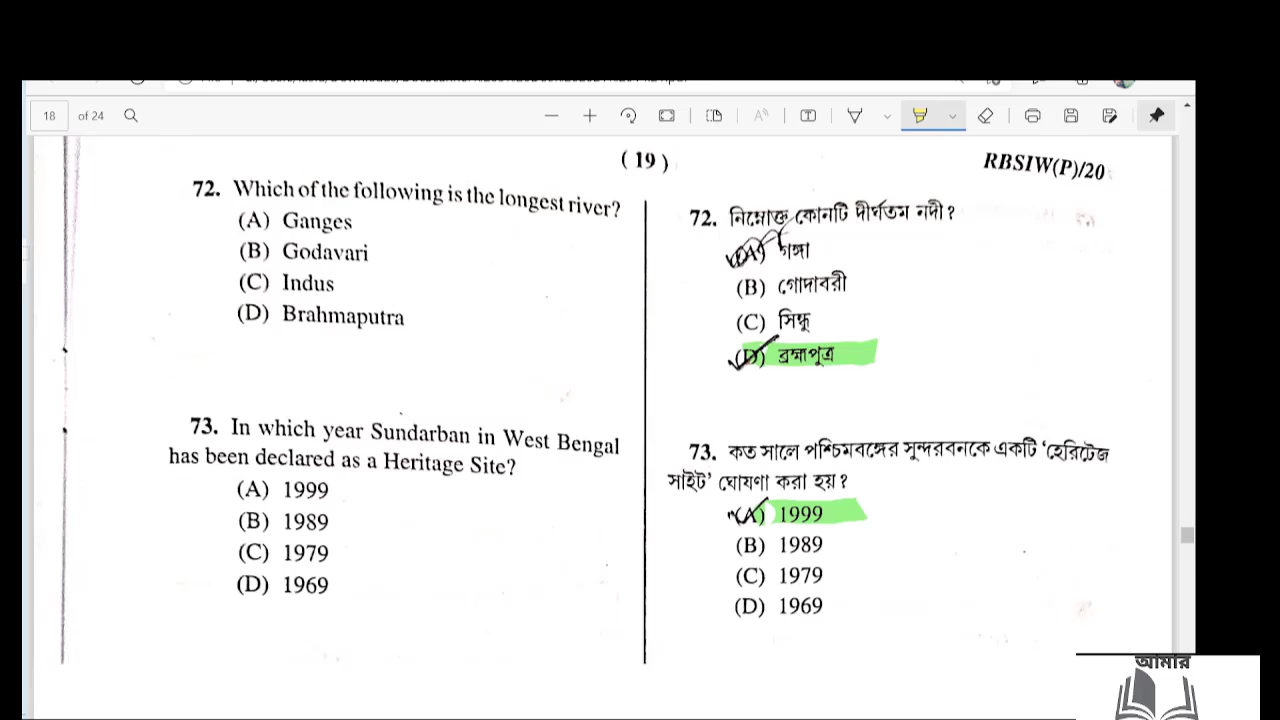 18 of 24
( 19 )
RBSIW(P)/20
72. Which of the following is the longest river?
(A) Ganges
(B) Godavari
(C) Indus
(D) Brahmaputra
73. In which year Sundarban in West Bengal
has been declared as a Heritage Site?
(A) 1999
(B) 1989
(C) 1979
(D) 1969
72. নিম্নোক্ত কোনটি দীর্ঘতম নদী?
(A) গঙ্গা
(B) গোদাবরী
(C) সিন্ধু
(D) ব্রহ্মপুত্র
73. কত সালে পশ্চিমবঙ্গের সুন্দরবনকে একটি ‘হেরিটেজ
সাইট’ ঘোষণা করা হয়?
(A) 1999
(B) 1989
(C) 1979
(D) 1969
আমার